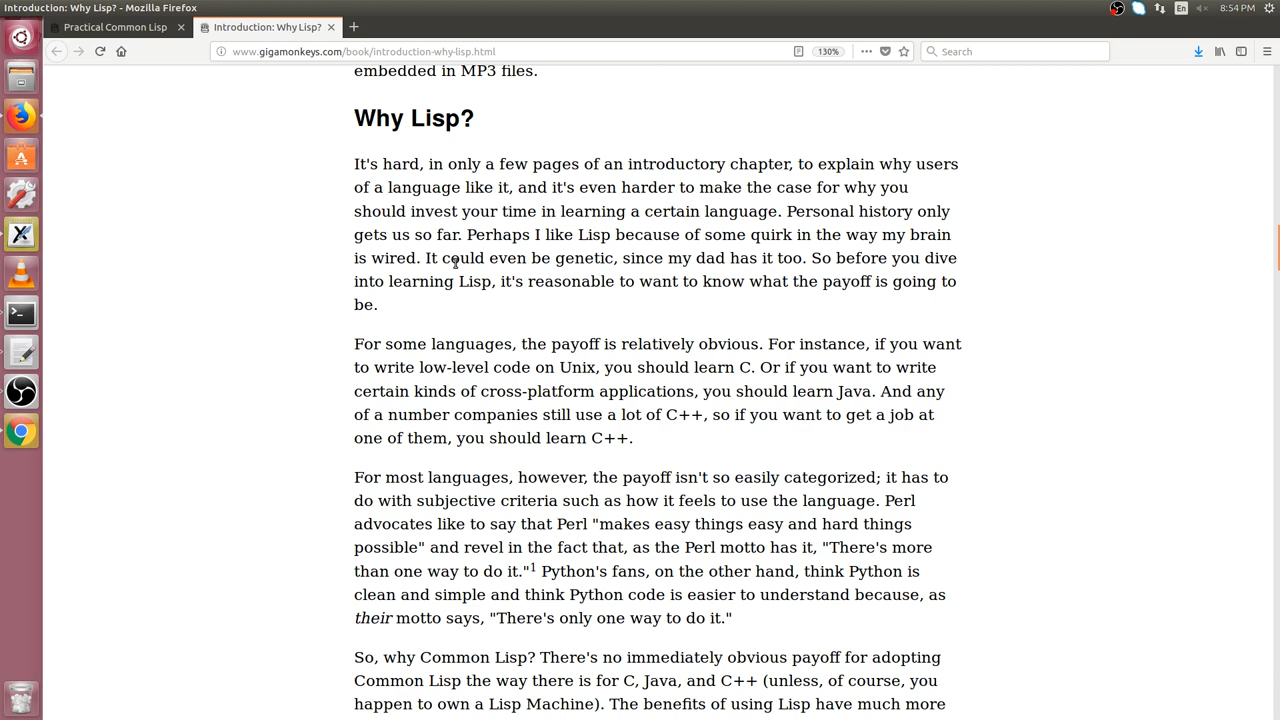 Introduction: Why Lisp? - Mozilla Firefox
En
8:54 PM
Practical Common Lisp
Introduction: Why Lisp?
www.gigamonkeys.com/book/introduction-why-lisp.html
130%
Search
embedded in MP3 files.
Why Lisp?
It's hard, in only a few pages of an introductory chapter, to explain why users
of a language like it, and it's even harder to make the case for why you
should invest your time in learning a certain language. Personal history only
gets us so far. Perhaps I like Lisp because of some quirk in the way my brain
is wired. It could even be genetic, since my dad has it too. So before you dive
into learning Lisp, it's reasonable to want to know what the payoff is going to
be.
For some languages, the payoff is relatively obvious. For instance, if you want
to write low-level code on Unix, you should learn C. Or if you want to write
certain kinds of cross-platform applications, you should learn Java. And any
of a number companies still use a lot of C++, so if you want to get a job at
one of them, you should learn C++.
For most languages, however, the payoff isn't so easily categorized; it has to
do with subjective criteria such as how it feels to use the language. Perl
advocates like to say that Perl "makes easy things easy and hard things
possible" and revel in the fact that, as the Perl motto has it, "There's more
than one way to do it."1 Python's fans, on the other hand, think Python is
clean and simple and think Python code is easier to understand because, as
their motto says, "There's only one way to do it."
So, why Common Lisp? There's no immediately obvious payoff for adopting
Common Lisp the way there is for C, Java, and C++ (unless, of course, you
happen to own a Lisp Machine). The benefits of using Lisp have much more